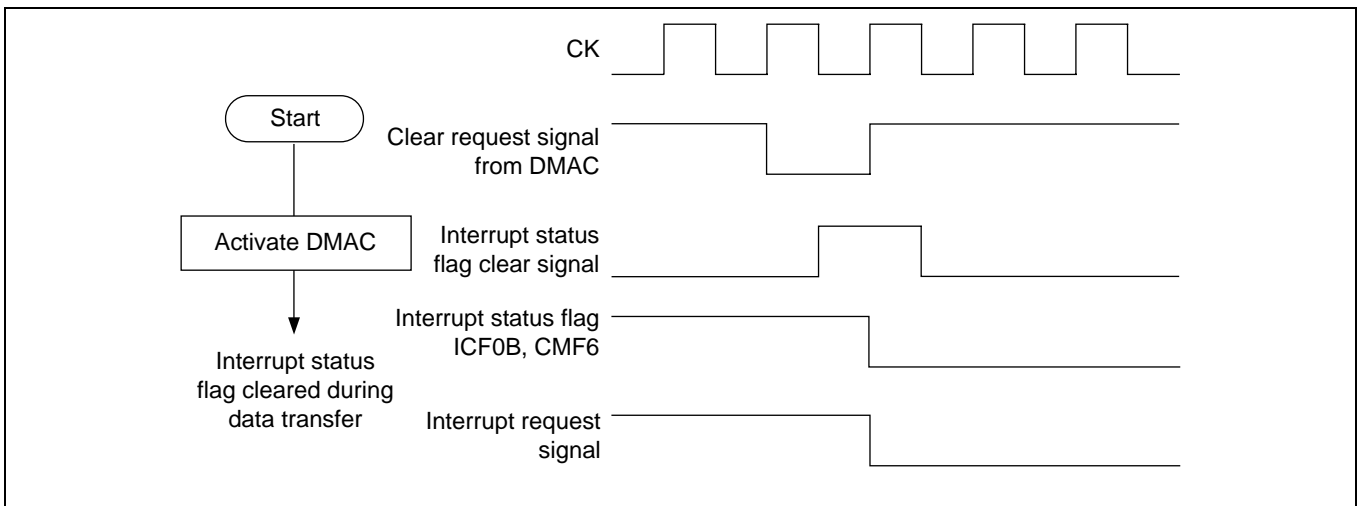 Start
Activate DMAC
Interrupt status
flag cleared during
data transfer
CK
Clear request signal
from DMAC
Interrupt status
flag clear signal
Interrupt status flag
ICF0B, CMF6
Interrupt request
signal